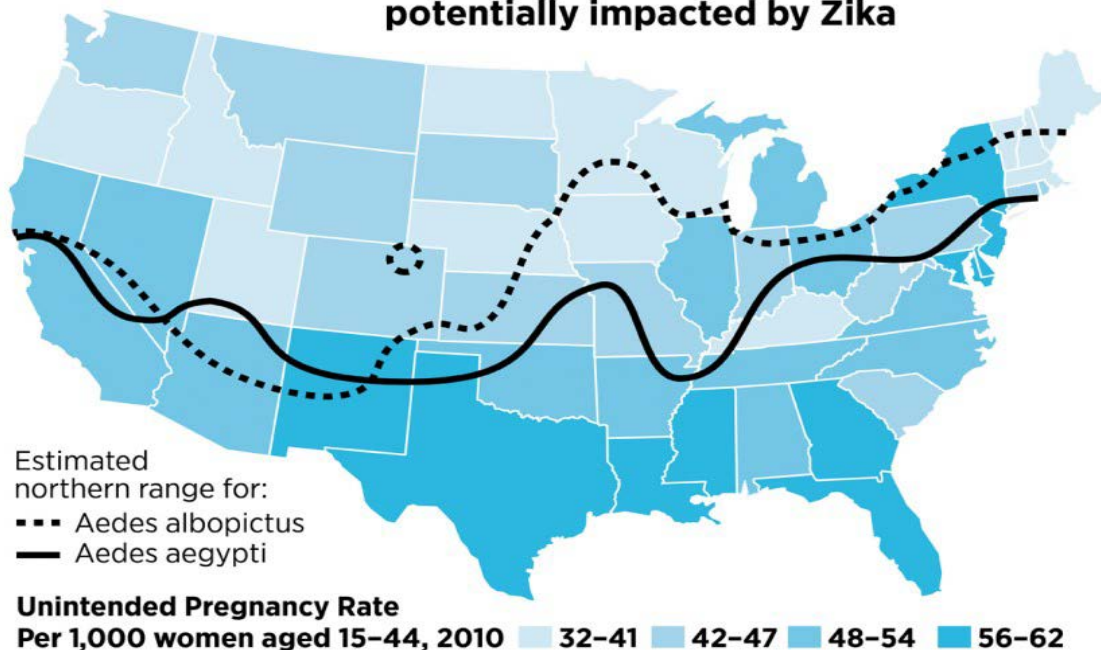 potentially impacted by Zika
Estimated
northern range for:
Aedes albopictus
Aedes aegypti
Unintended Pregnancy Rate
Per 1,000 women aged 15–44, 2010 32–41 42–47 48–54 56–62